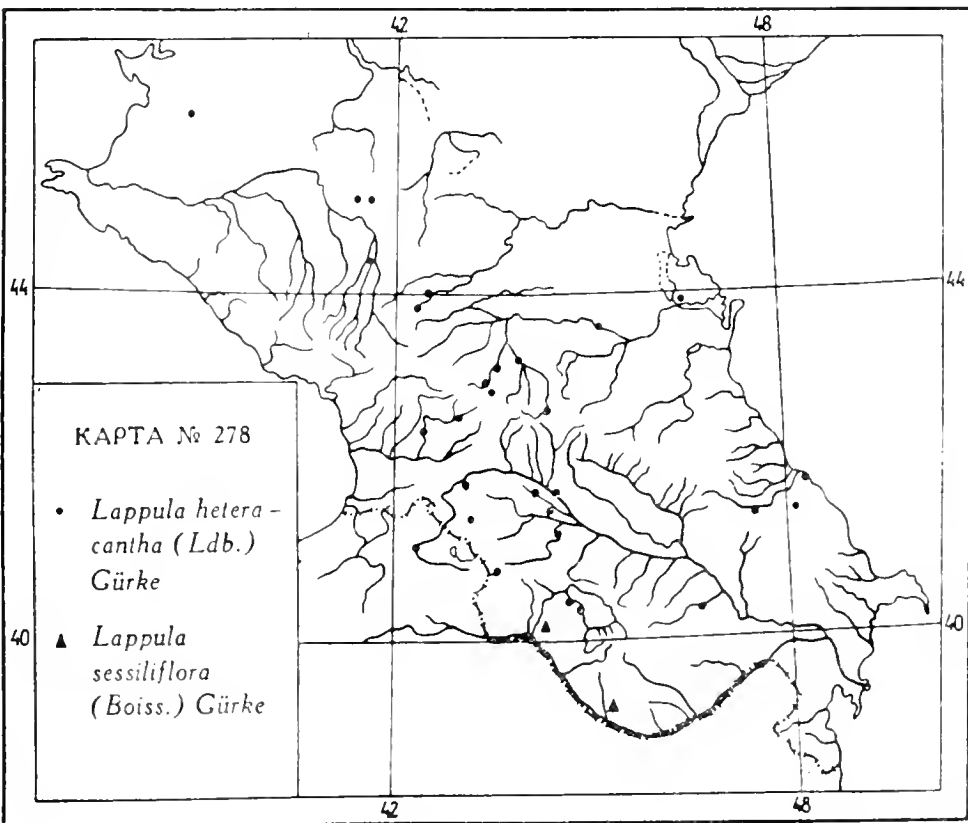 42 48
44 44
КАРТА № 278
• Lappula hetera-
cantha (Ldb.)
Gürke
40 40
▲ Lappula
sessiliflora
(Boiss.) Gürke
42 48